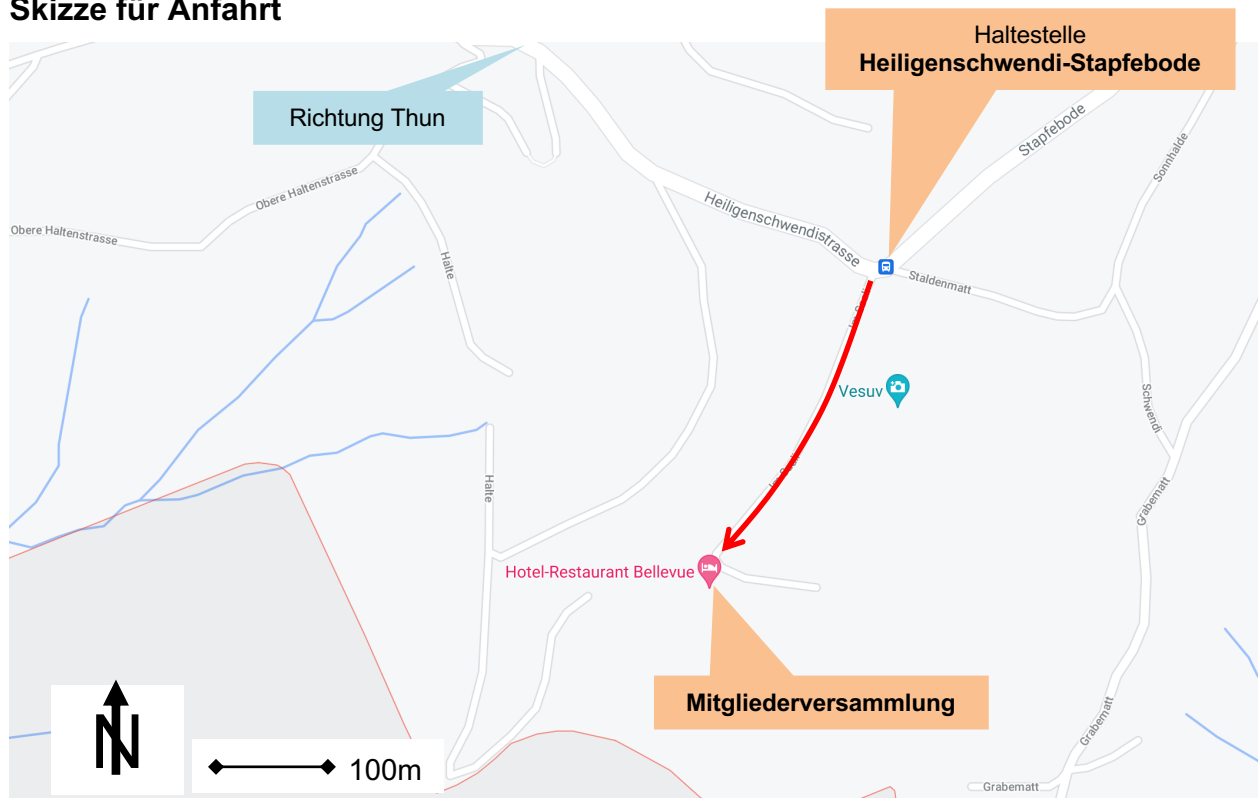 Skizze für Anfahrt
Haltestelle
Heiligenschwendi-Stapfebode
Richtung Thun
Stapfebode
Sonnhalde
Obere Haltenstrasse
Heiligenschwendistrasse
Obere Haltenstrasse
Halte
Staldenmatt
Vesuv
Schwendi
Halte
Grabematt
Hotel-Restaurant Bellevue
Mitgliederversammlung
Grabematt
N
100m
Grabematt